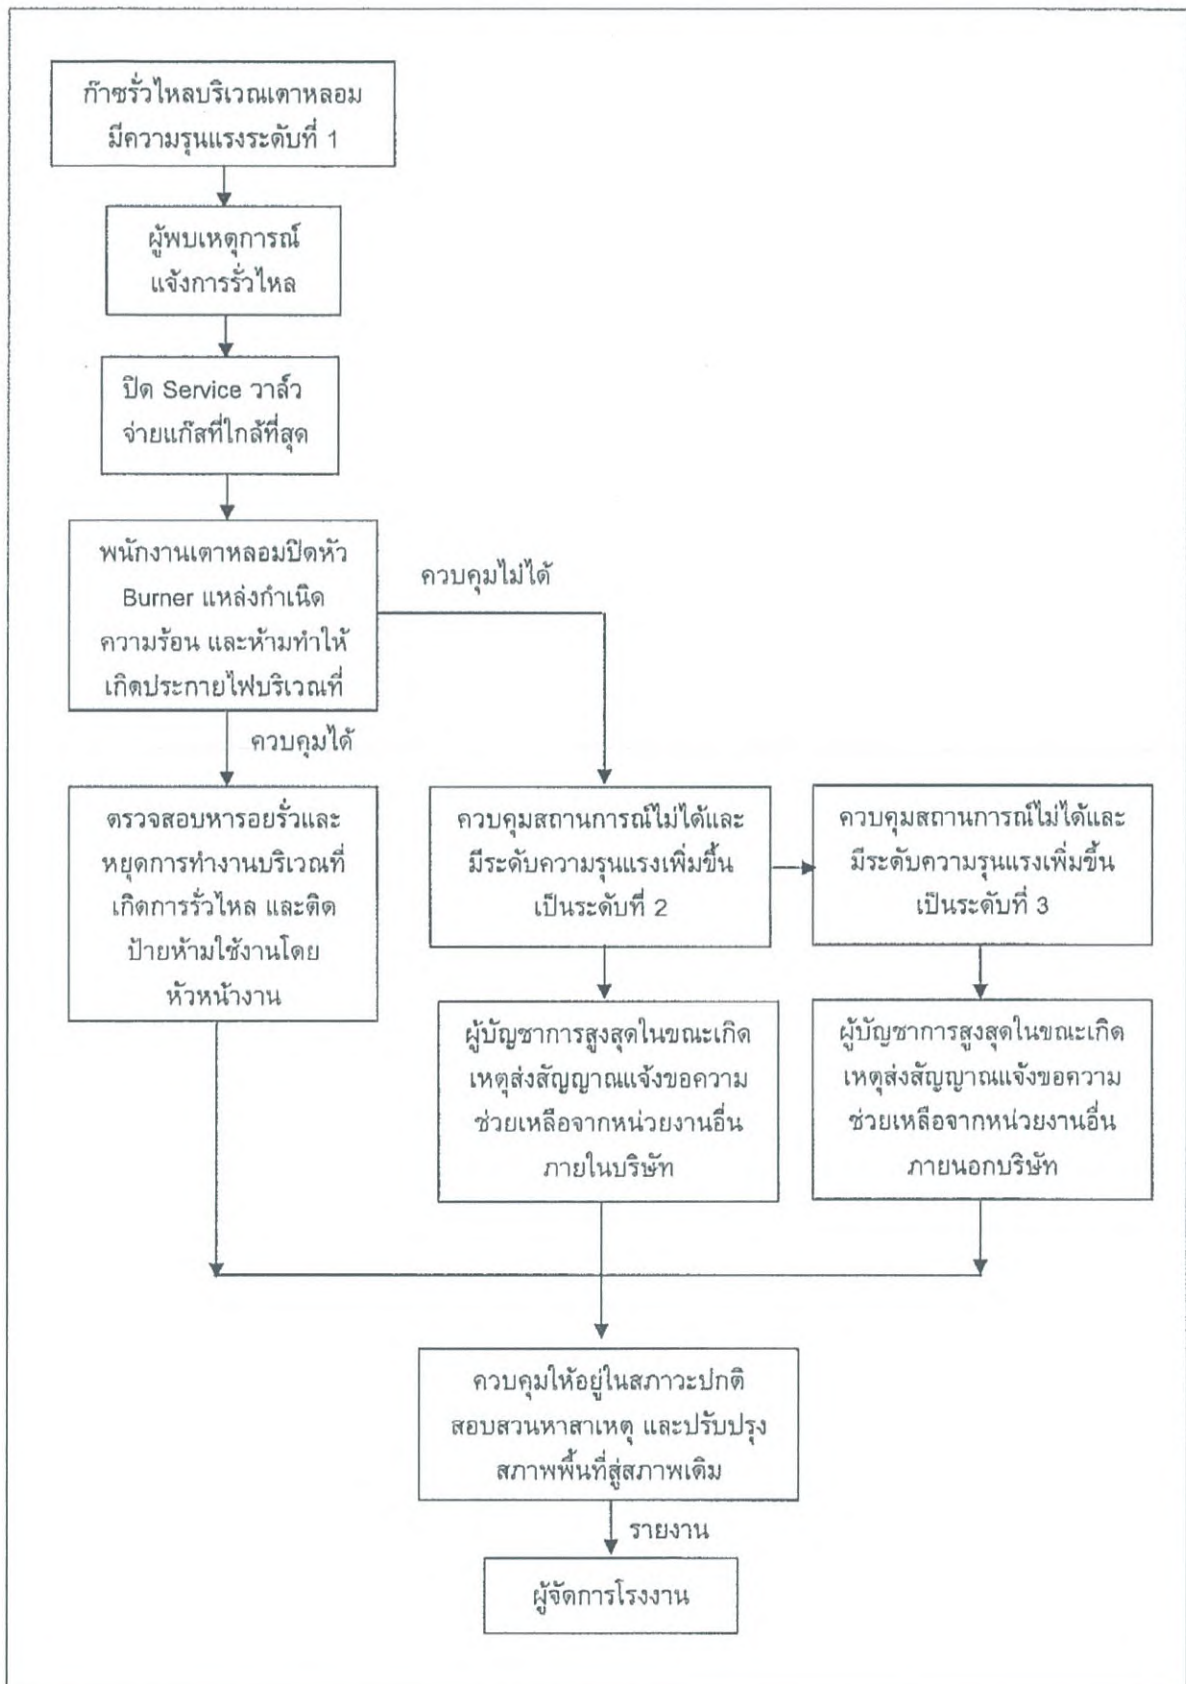 ก๊าซรั่วไหลบริเวณเตาหลอม
มีความรุนแรงระดับที่ 1
ผู้พบเหตุการณ์
แจ้งการรั่วไหล
ปิด Service วาล์ว
จ่ายแก๊สที่ใกล้ที่สุด
พนักงานเตาหลอมปิดหัว
Burner แหล่งกำเนิด
ความร้อน และห้ามทำให้
เกิดประกายไฟบริเวณที่
ควบคุมไม่ได้
ควบคุมได้
ตรวจสอบหารอยรั่วและ
หยุดการทำงานบริเวณที่
เกิดการรั่วไหล และติด
ป้ายห้ามใช้งานโดย
หัวหน้างาน
ควบคุมสถานการณ์ไม่ได้และ
มีระดับความรุนแรงเพิ่มขึ้น
เป็นระดับที่ 2
ควบคุมสถานการณ์ไม่ได้และ
มีระดับความรุนแรงเพิ่มขึ้น
เป็นระดับที่ 3
ผู้บัญชาการสูงสุดในขณะเกิด
เหตุส่งสัญญาณแจ้งขอความ
ช่วยเหลือจากหน่วยงานอื่น
ภายในบริษัท
ผู้บัญชาการสูงสุดในขณะเกิด
เหตุส่งสัญญาณแจ้งขอความ
ช่วยเหลือจากหน่วยงานอื่น
ภายนอกบริษัท
ควบคุมให้อยู่ในสภาวะปกติ
สอบสวนหาสาเหตุ และปรับปรุง
สภาพพื้นที่สู่สภาพเดิม
รายงาน
ผู้จัดการโรงงาน